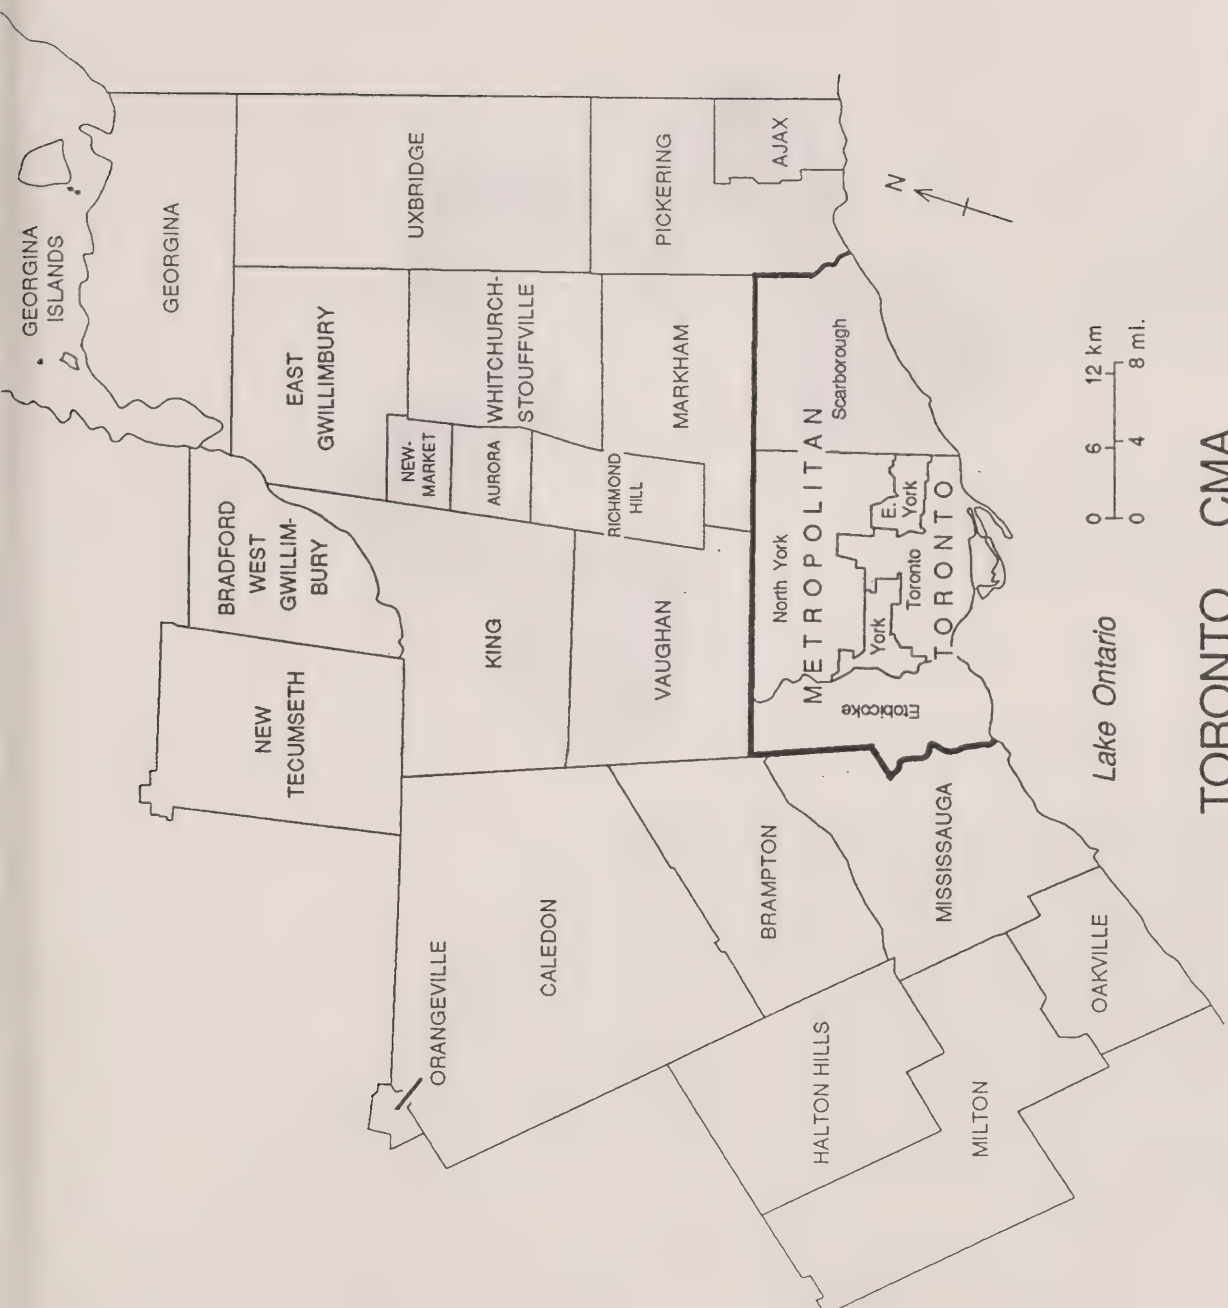 GEORGINA
ISLANDS
GEORGINA
UXBRIDGE
PICKERING
AJAX
EAST
GWILLIMBURY
WHITCHURCH-
STOUFFVILLE
MARKHAM
NEW-
MARKET
AURORA
RICHMOND
HILL
BRADFORD
WEST
GWILLIM-
BURY
NEW
TECUMSETH
KING
VAUGHAN
METROPOLITAN
TORONTO
Scarborough
North York
E.
York
Toronto
York
Etobicoke
ORANGEVILLE
CALEDON
BRAMPTON
MISSISSAUGA
HALTON HILLS
MILTON
OAKVILLE
N
0 6 12 km
0 4 8 mi.
Lake Ontario
TORONTO CMA